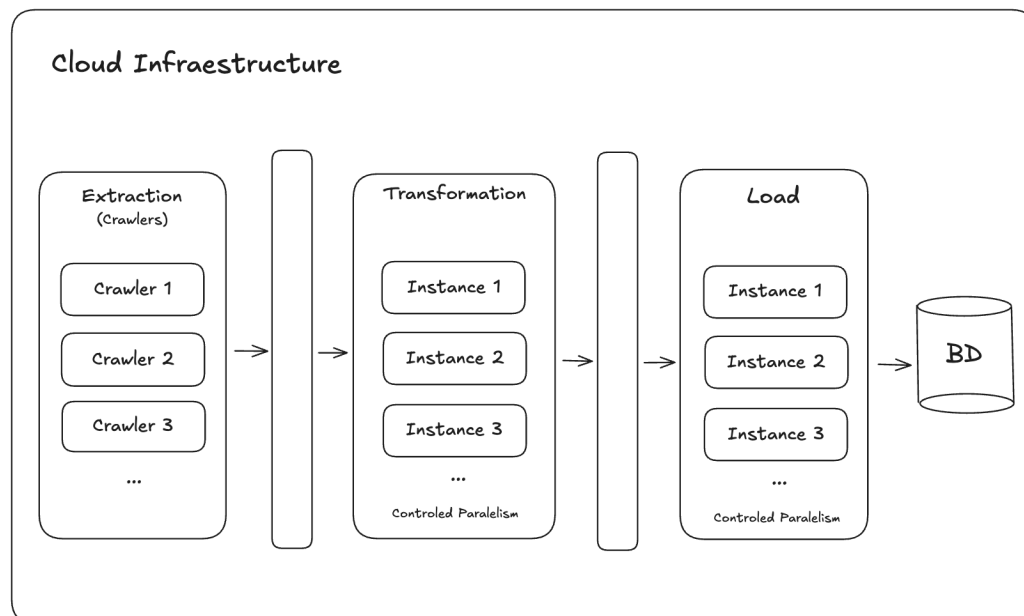 Cloud Infraestructure
Extraction
(Crawlers)
Crawler 1
Crawler 2
Crawler 3
...
Transformation
Instance 1
Instance 2
Instance 3
...
Controled Paralelism
Load
Instance 1
Instance 2
Instance 3
...
Controled Paralelism
BD